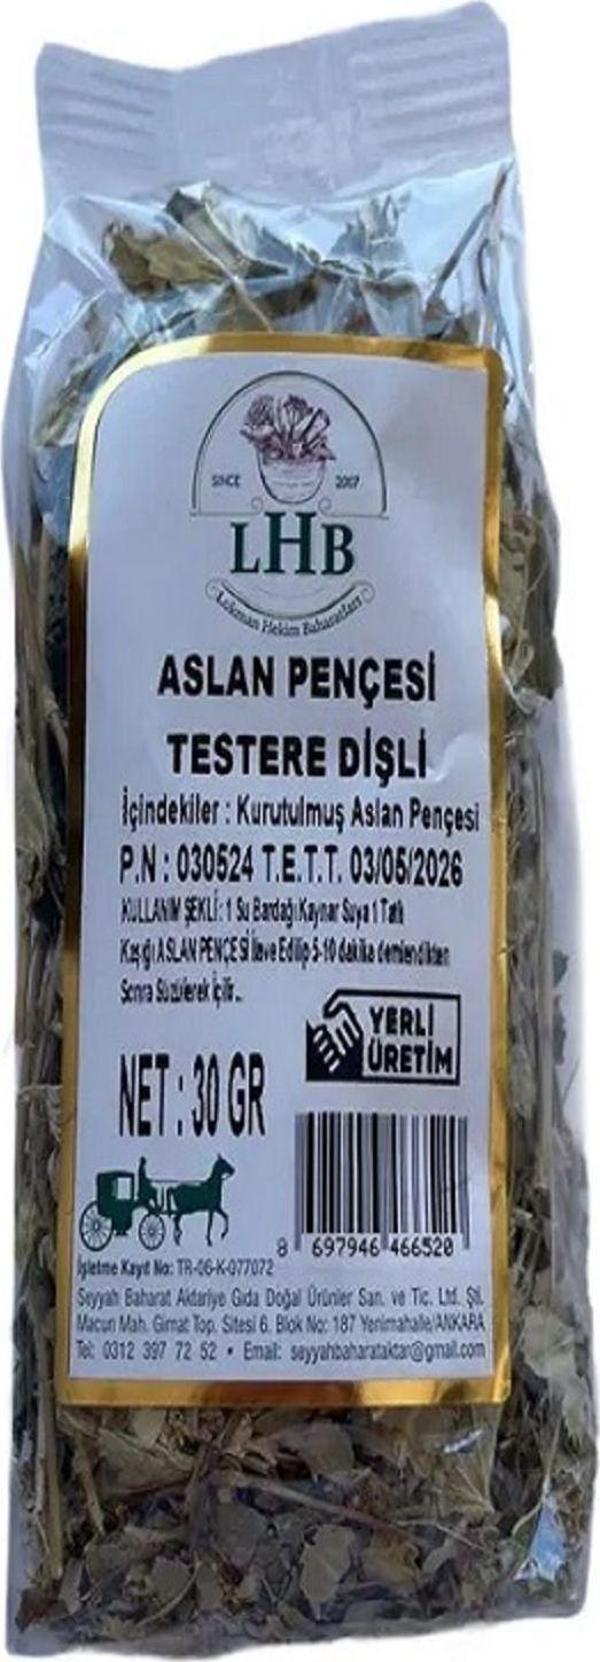 SINCE 2007
LHB
Lokman Hekim Baharatları
ASLAN PENÇESİ
TESTERE DİŞLİ
İçindekiler : Kurutulmuş Aslan Pençesi
P.N : 030524 T.E.T.T. 03/05/2026
KULLANIM ŞEKLİ: 1 Su Bardağı Kaynar Suya 1 Tatlı
Kaşığı ASLAN PENÇESİ İlave Edilip 5-10 dakika demlendikten
Sonra Süzülerek İçilir..
YERLİ
ÜRETİM
NET : 30 GR
8 697946 466520
İşletme Kayıt No: TR-06-K-077072
Seyyah Baharat Aktariye Gıda Doğal Ürünler San. ve Tic. Ltd. Şti.
Macun Mah. Gimat Top. Sitesi 6. Blok No: 187 Yenimahalle/ANKARA
Tel: 0312 397 72 52 • Email: seyyahbaharataktar@gmail.com